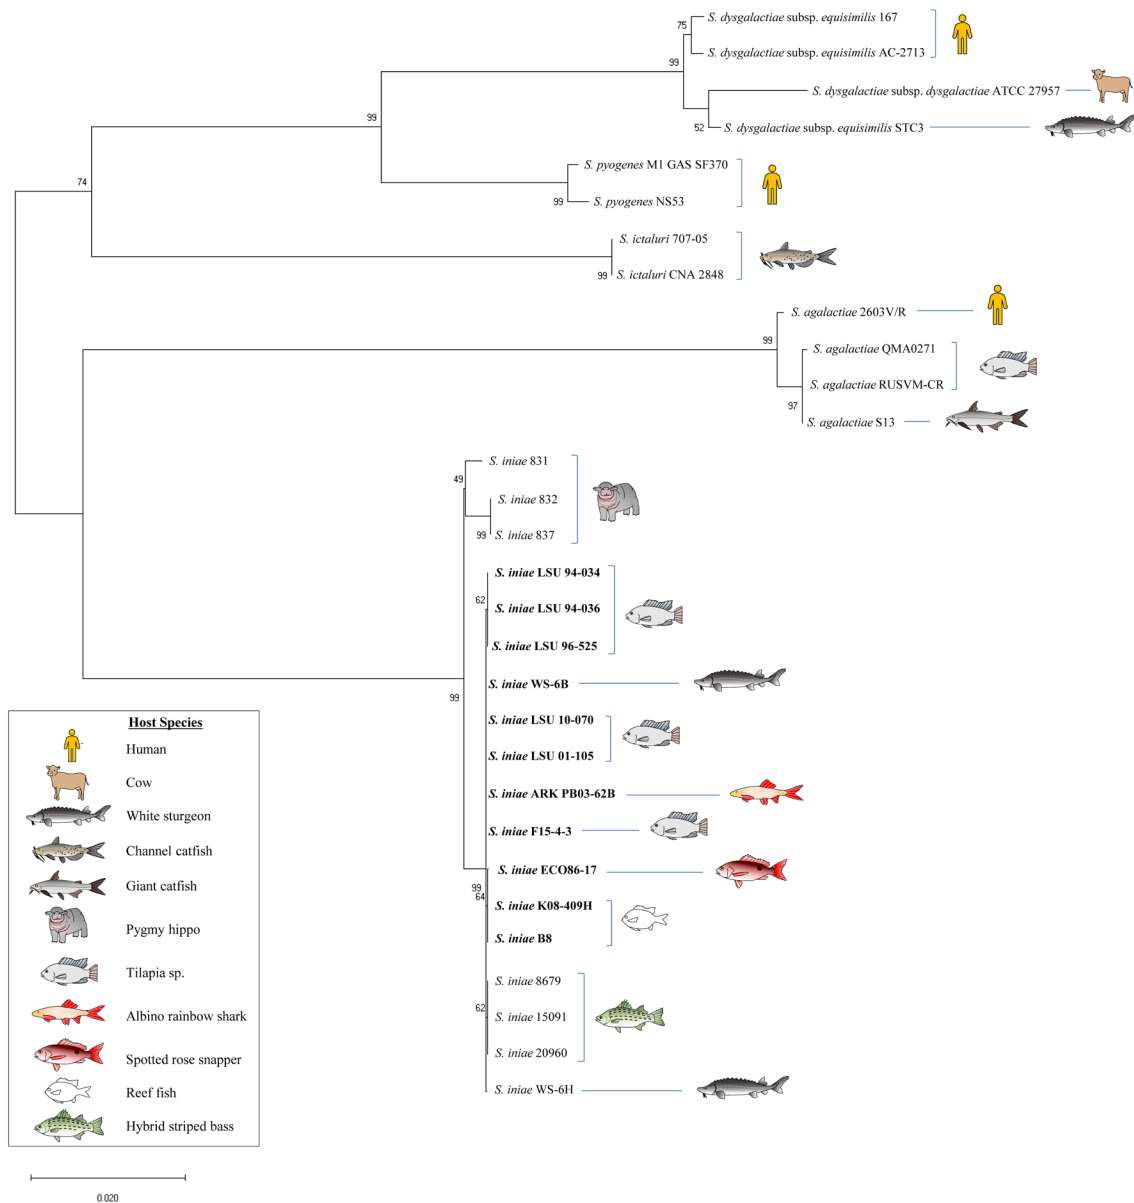 75
S. dysgalactiae subsp. equisimilis 167
S. dysgalactiae subsp. equisimilis AC-2713
99
S. dysgalactiae subsp. dysgalactiae ATCC 27957
99
52
S. dysgalactiae subsp. equisimilis STC3
S. pyogenes M1 GAS SF370
74
99
S. pyogenes NS53
S. ictaluri 707-05
99
S. ictaluri CNA 2848
S. agalactiae 2603V/R
99
S. agalactiae QMA0271
S. agalactiae RUSVM-CR
97
S. agalactiae S13
S. iniae 831
49
S. iniae 832
99
S. iniae 837
S. iniae LSU 94-034
62
S. iniae LSU 94-036
S. iniae LSU 96-525
S. iniae WS-6B
99
S. iniae LSU 10-070
S. iniae LSU 01-105
S. iniae ARK PB03-62B
S. iniae F15-4-3
S. iniae ECO86-17
99
64
S. iniae K08-409H
S. iniae B8
S. iniae 8679
62
S. iniae 15091
S. iniae 20960
S. iniae WS-6H
Host Species
Human
Cow
White sturgeon
Channel catfish
Giant catfish
Pygmy hippo
Tilapia sp.
Albino rainbow shark
Spotted rose snapper
Reef fish
Hybrid striped bass
0.020